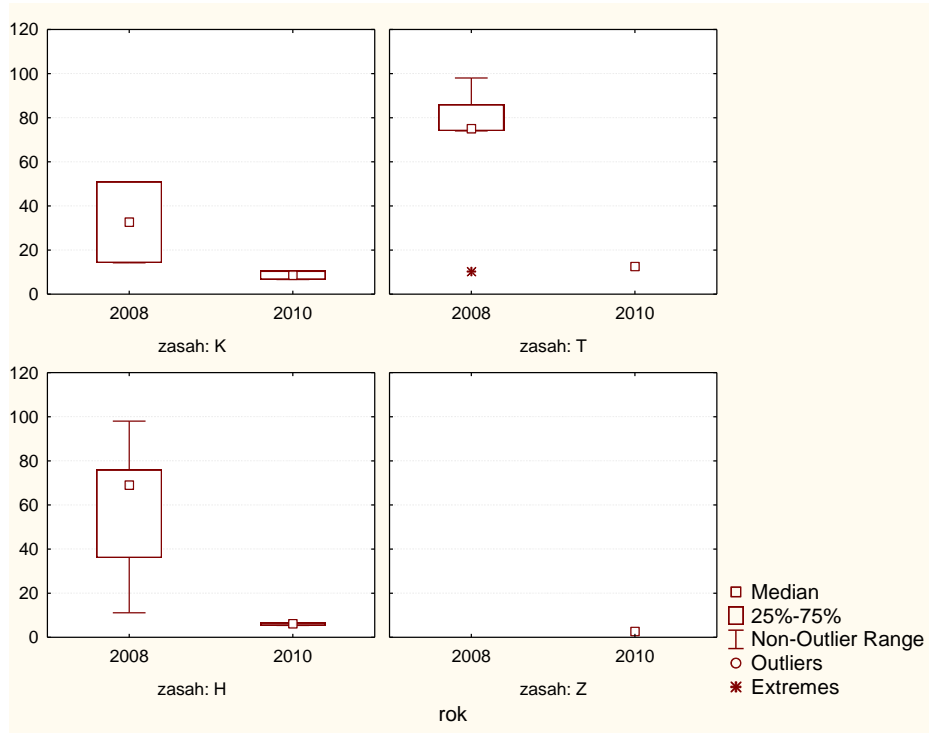 120
100
80
60
40
20
0
2008 2010
zasah: K
2008 2010
zasah: T
120
100
80
60
40
20
0
2008 2010
zasah: H
2008 2010
zasah: Z
rok
Median
25%-75%
Non-Outlier Range
Outliers
Extremes